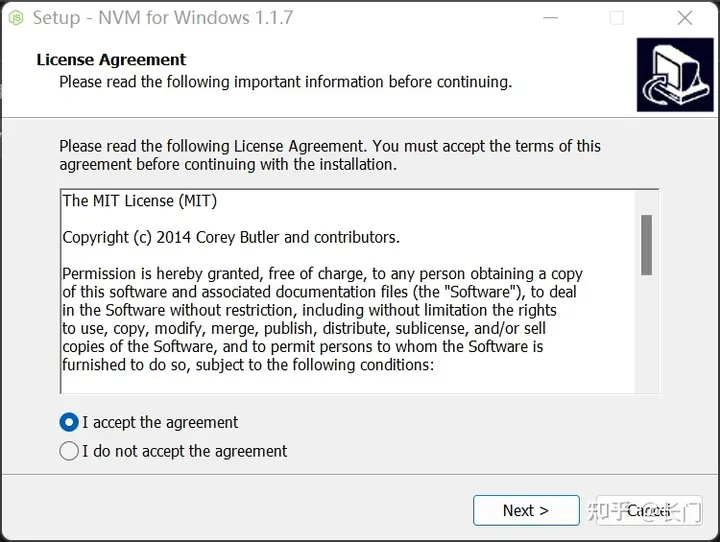 Setup - NVM for Windows 1.1.7
License Agreement
Please read the following important information before continuing.
Please read the following License Agreement. You must accept the terms of this
agreement before continuing with the installation.
The MIT License (MIT)
Copyright (c) 2014 Corey Butler and contributors.
Permission is hereby granted, free of charge, to any person obtaining a copy
of this software and associated documentation files (the "Software"), to deal
in the Software without restriction, including without limitation the rights
to use, copy, modify, merge, publish, distribute, sublicense, and/or sell
copies of the Software, and to permit persons to whom the Software is
furnished to do so, subject to the following conditions:
I accept the agreement
I do not accept the agreement
Next >
Cancel
知乎 @长门